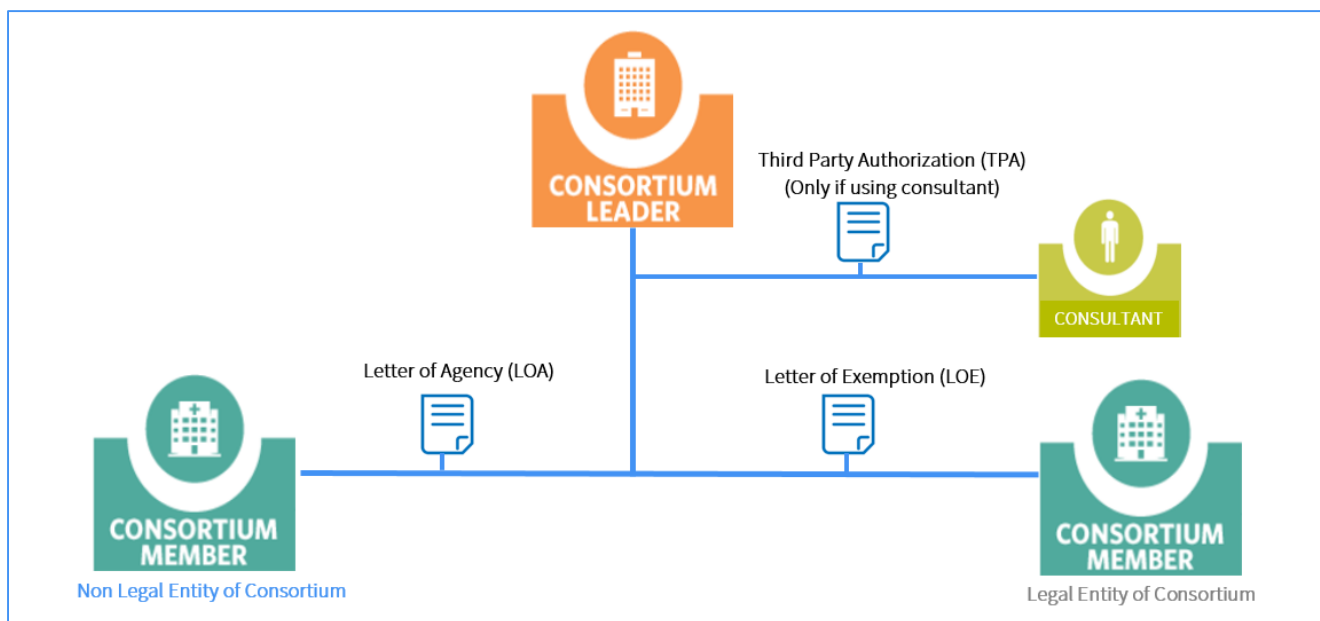 CONSORTIUM
LEADER
Third Party Authorization (TPA)
(Only if using consultant)
CONSULTANT
Letter of Agency (LOA)
Letter of Exemption (LOE)
CONSORTIUM
MEMBER
Non Legal Entity of Consortium
CONSORTIUM
MEMBER
Legal Entity of Consortium